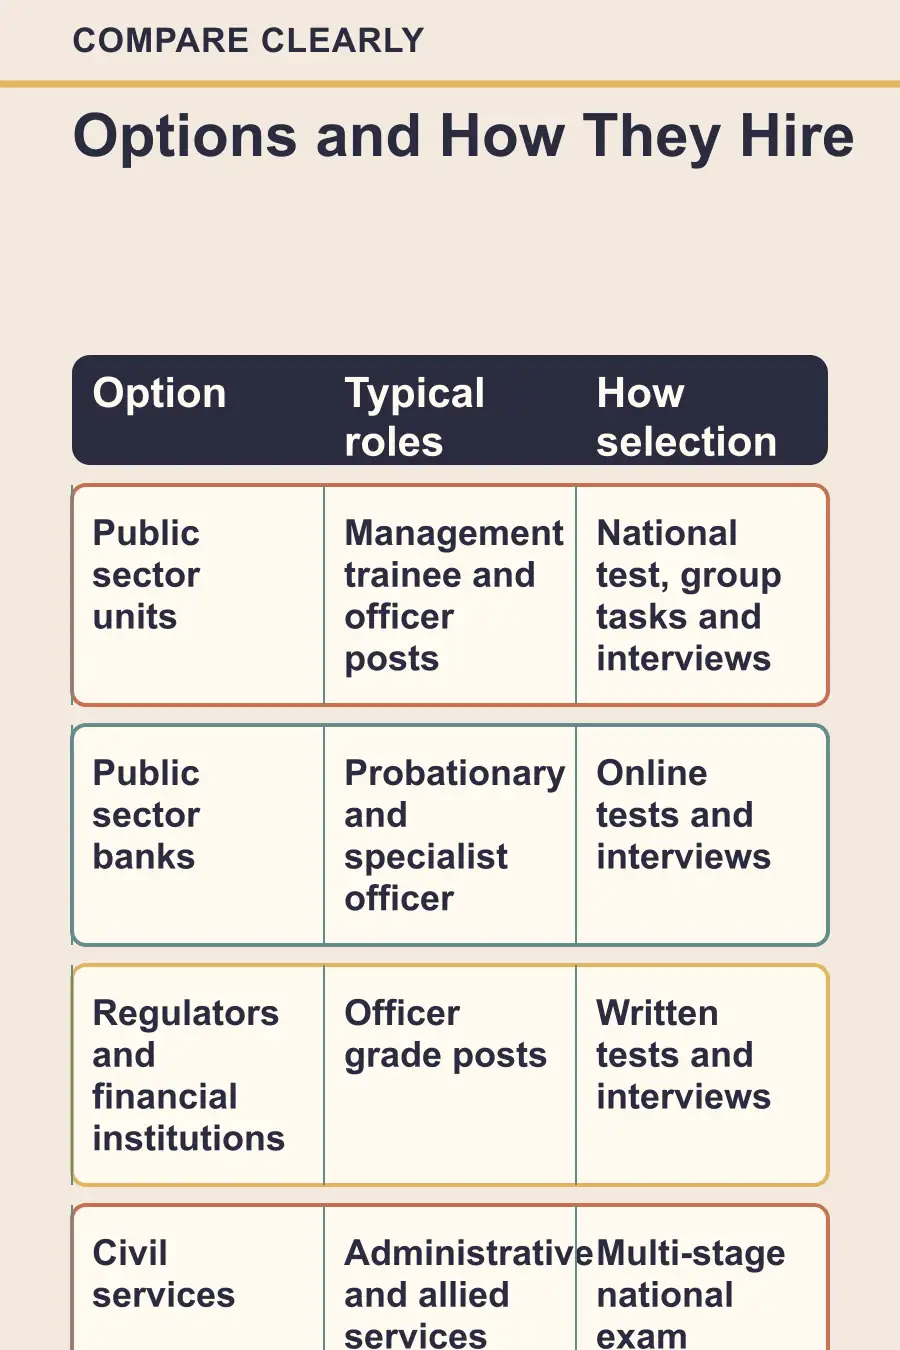 COMPARE CLEARLY
Options and How They Hire
Option
Typical
roles
How
selection
Public
sector
units
Management
trainee and
officer
posts
National
test, group
tasks and
interviews
Public
sector
banks
Probationary
and
specialist
officer
Online
tests and
interviews
Regulators
and
financial
institutions
Officer
grade posts
Written
tests and
interviews
Civil
services
Administrative
and allied
services
Multi-stage
national
exam